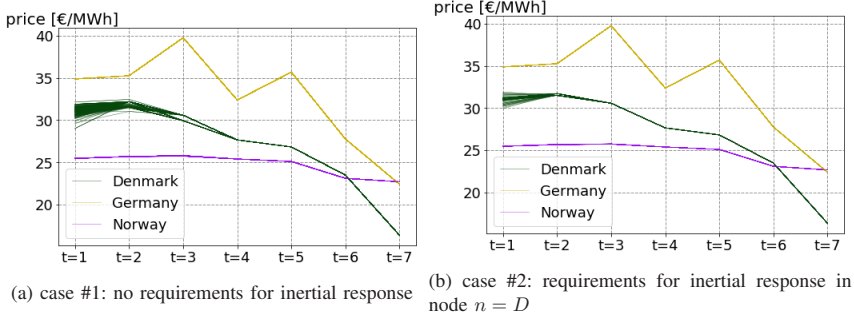 price [€/MWh]
40
35
30
25
20
Denmark
Germany
Norway
t=1 t=2 t=3 t=4 t=5 t=6 t=7
(a) case #1: no requirements for inertial response
price [€/MWh]
40
35
30
25
20
Denmark
Germany
Norway
t=1 t=2 t=3 t=4 t=5 t=6 t=7
(b) case #2: requirements for inertial response in
node n = D